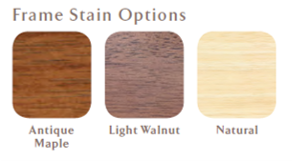 Frame Stain Options
Antique
Maple
Light Walnut
Natural